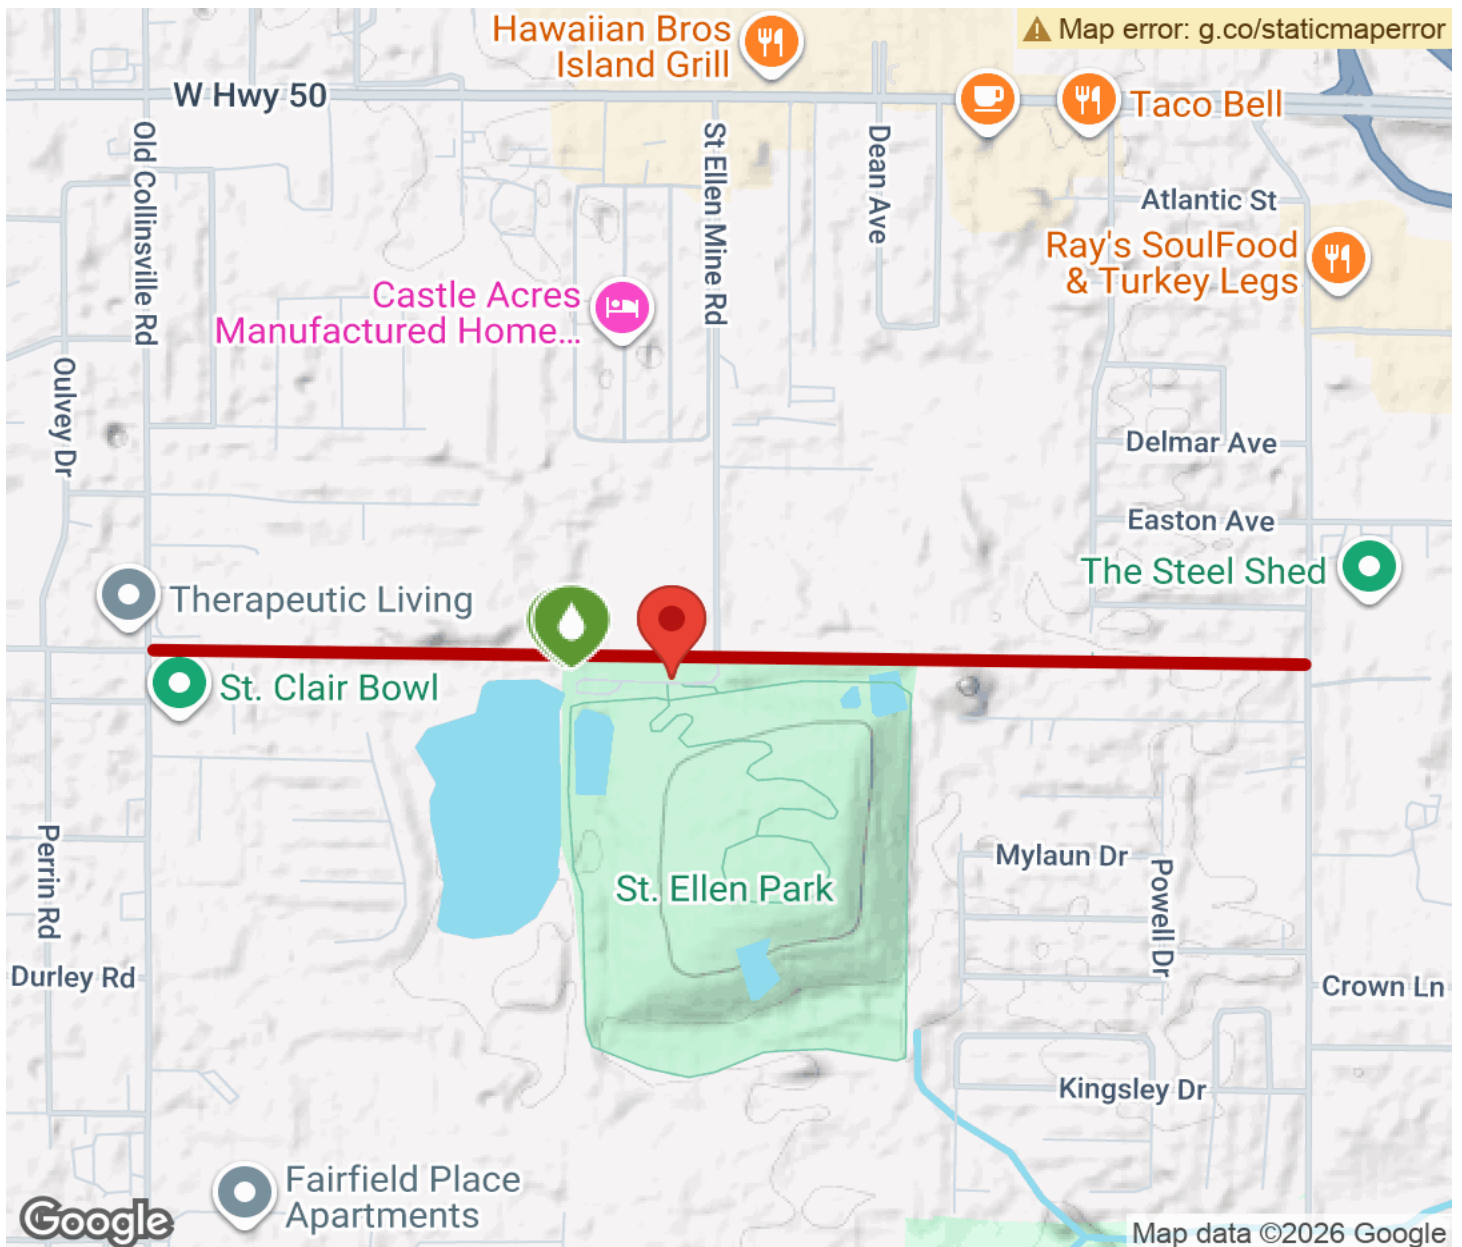 Hawaiian Bros
Island Grill
Map error: g.co/staticmaperror
W Hwy 50
Taco Bell
Old Collinsville Rd
St Ellen Mine Rd
Dean Ave
Atlantic St
Ray's SoulFood
& Turkey Legs
Castle Acres
Manufactured Home...
Oulvey Dr
Delmar Ave
Easton Ave
The Steel Shed
Therapeutic Living
St. Clair Bowl
Perrin Rd
Mylaun Dr
Powell Dr
St. Ellen Park
Durley Rd
Crown Ln
Kingsley Dr
Fairfield Place
Apartments
Google
Map data ©2026 Google